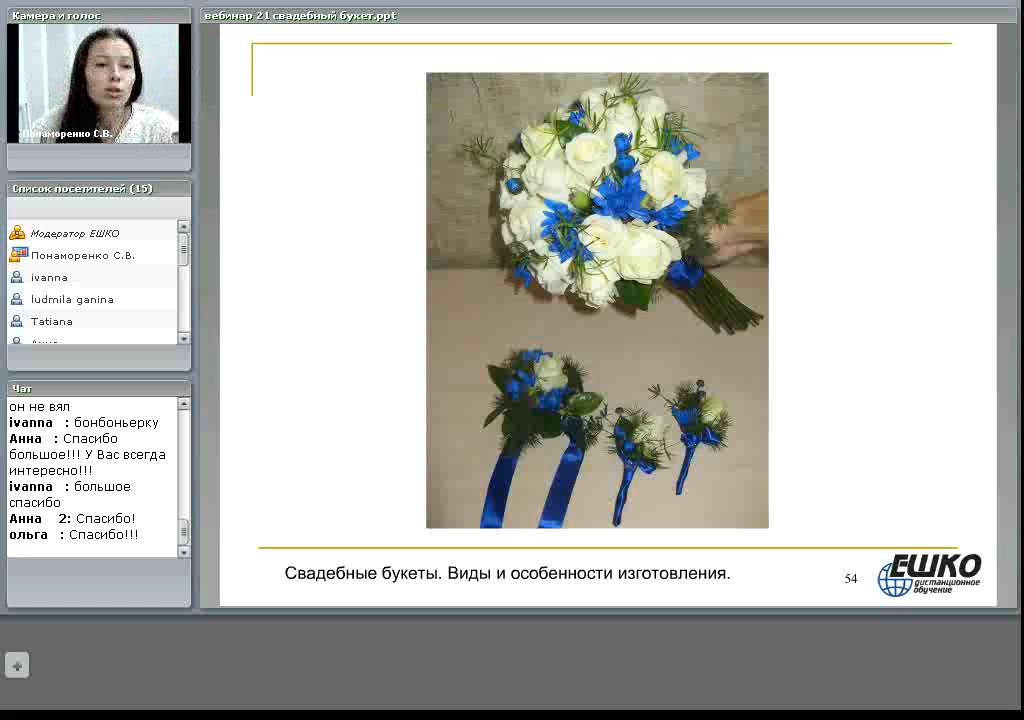 Камера и голос
Понаморенко С.В.
Список посетителей (15)
Модератор ЕШКО
Понаморенко С.В.
ivanna
ludmila ganina
Tatiana
Чат
он не вял
ivanna : бонбоньерку
Анна : Спасибо
большое!!! У Вас всегда
интересно!!!
ivanna : большое
спасибо
Анна 2: Спасибо!
ольга : Спасибо!!!
вебинар 21 свадебный букет.ppt
Свадебные букеты. Виды и особенности изготовления.
54
ЕШКО
дистанционное
обучение